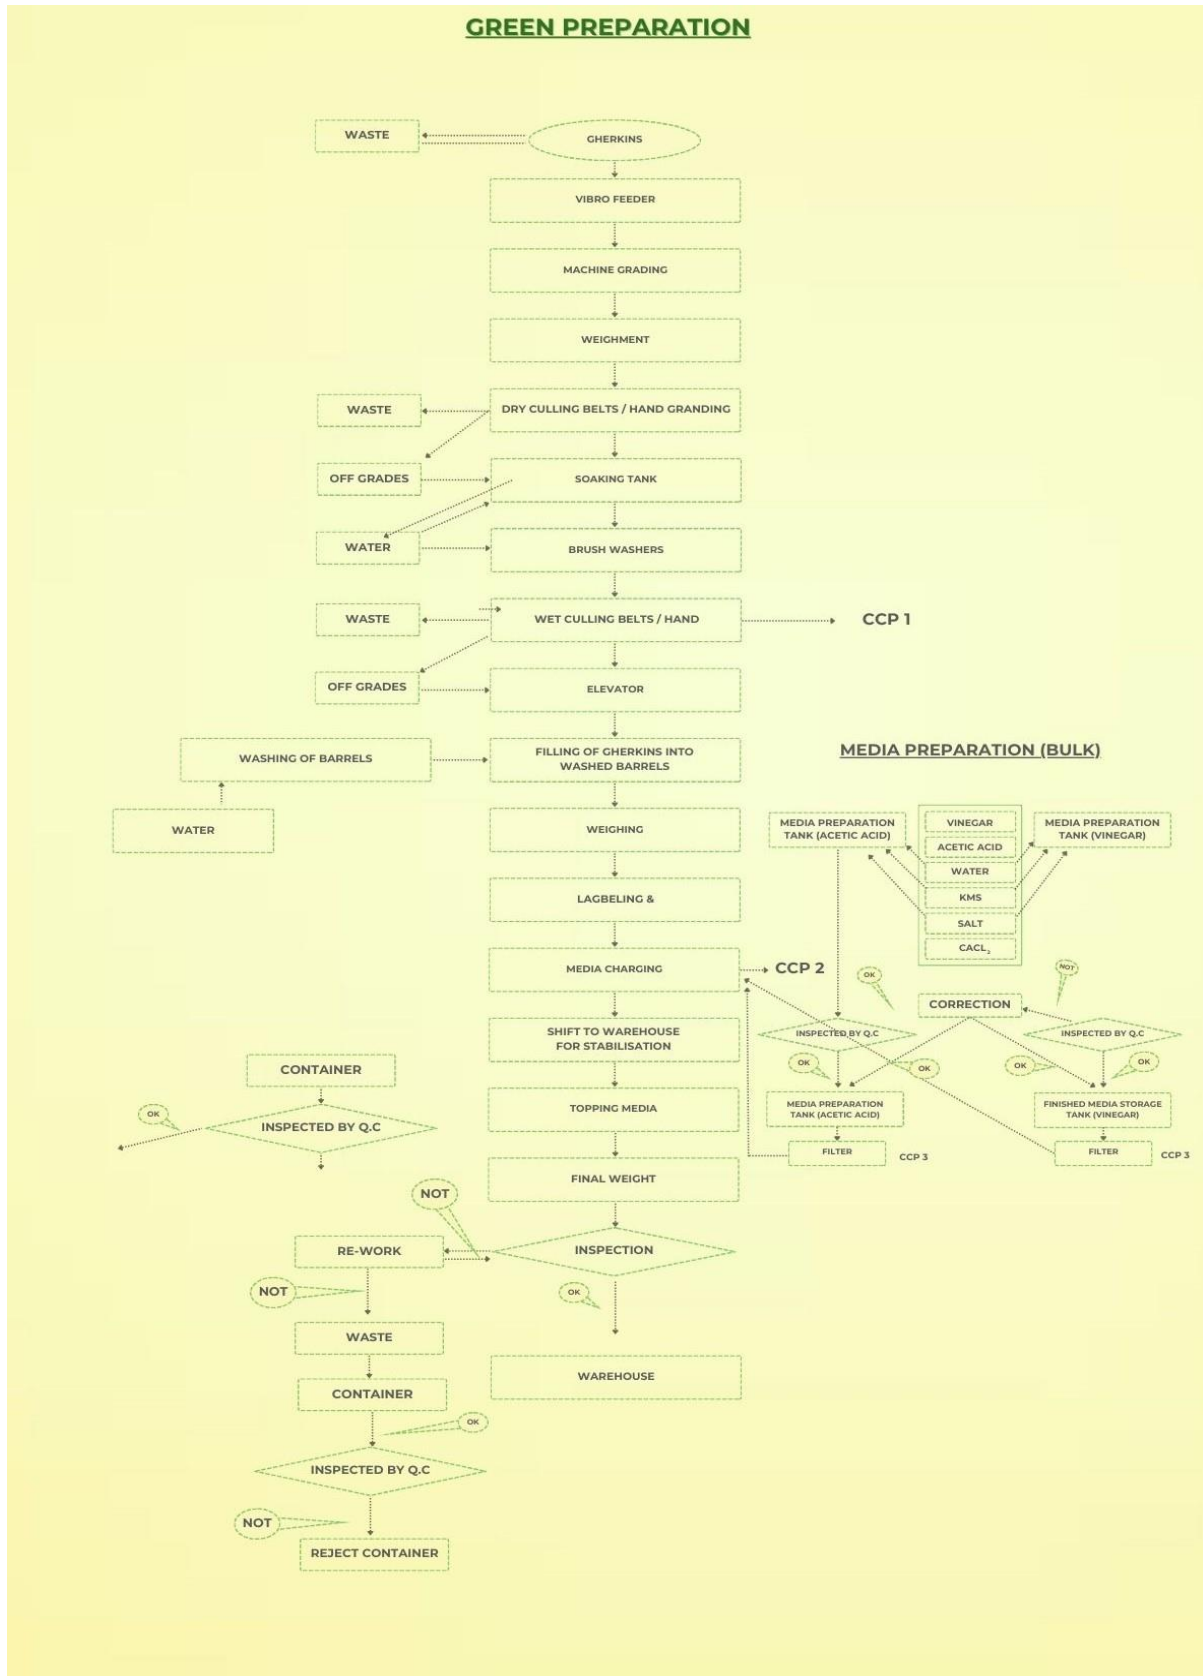 GREEN PREPARATION
WASTE
GHERKINS
VIBRO FEEDER
MACHINE GRADING
WEIGHMENT
WASTE
DRY CULLING BELTS / HAND GRANDING
OFF GRADES
SOAKING TANK
WATER
BRUSH WASHERS
WASTE
WET CULLING BELTS / HAND
CCP 1
OFF GRADES
ELEVATOR
WASHING OF BARRELS
FILLING OF GHERKINS INTO
WASHED BARRELS
WATER
WEIGHING
LAGBELING &
MEDIA CHARGING
CCP 2
SHIFT TO WAREHOUSE
FOR STABILISATION
TOPPING MEDIA
FINAL WEIGHT
NOT
INSPECTION
OK
WAREHOUSE
MEDIA PREPARATION (BULK)
MEDIA PREPARATION
TANK (ACETIC ACID)
VINEGAR
ACETIC ACID
WATER
KMS
SALT
CACL₂
MEDIA PREPARATION
TANK (VINEGAR)
OK
NOT
CORRECTION
INSPECTED BY Q.C
INSPECTED BY Q.C
OK
OK
OK
OK
MEDIA PREPARATION
TANK (ACETIC ACID)
FINISHED MEDIA STORAGE
TANK (VINEGAR)
FILTER
CCP 3
FILTER
CCP 3
CONTAINER
OK
INSPECTED BY Q.C
RE-WORK
NOT
WASTE
CONTAINER
OK
INSPECTED BY Q.C
NOT
REJECT CONTAINER